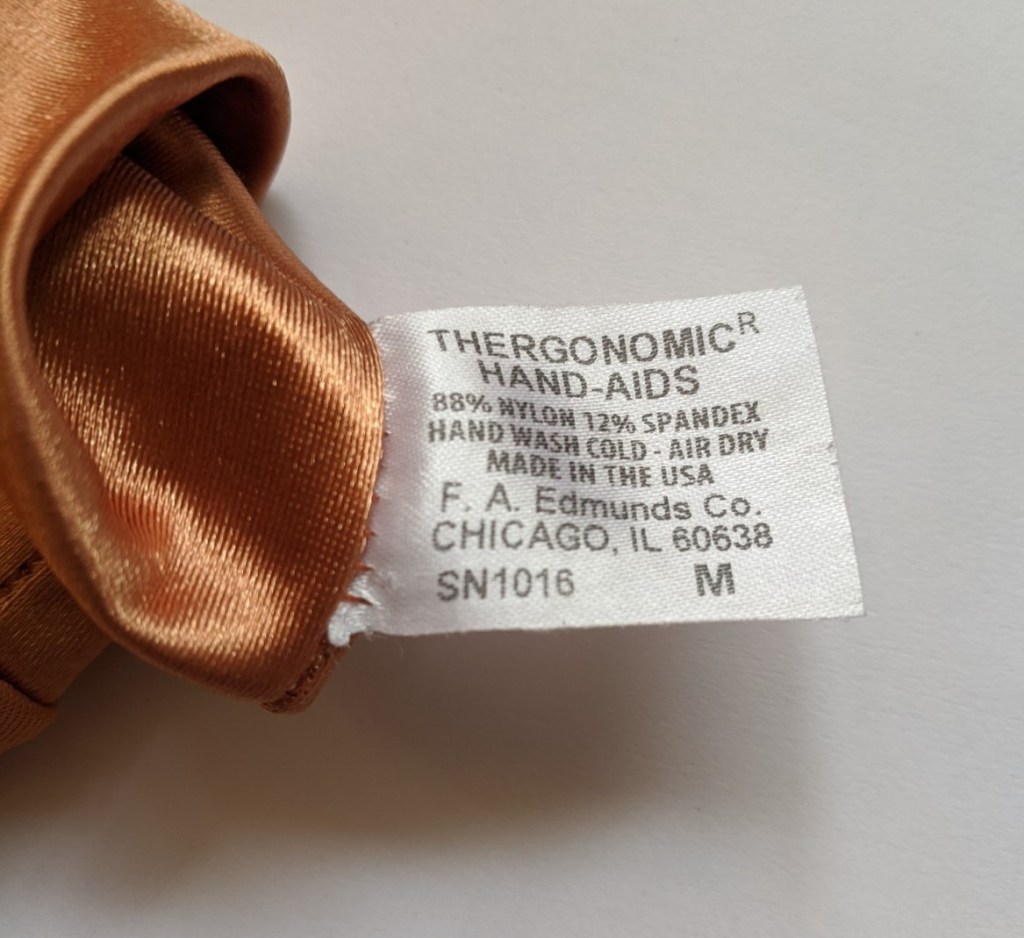 THERGONOMICᴿ
HAND-AIDS
88% NYLON 12% SPANDEX
HAND WASH COLD - AIR DRY
MADE IN THE USA
F. A. Edmunds Co.
CHICAGO, IL 60638
SN1016 M